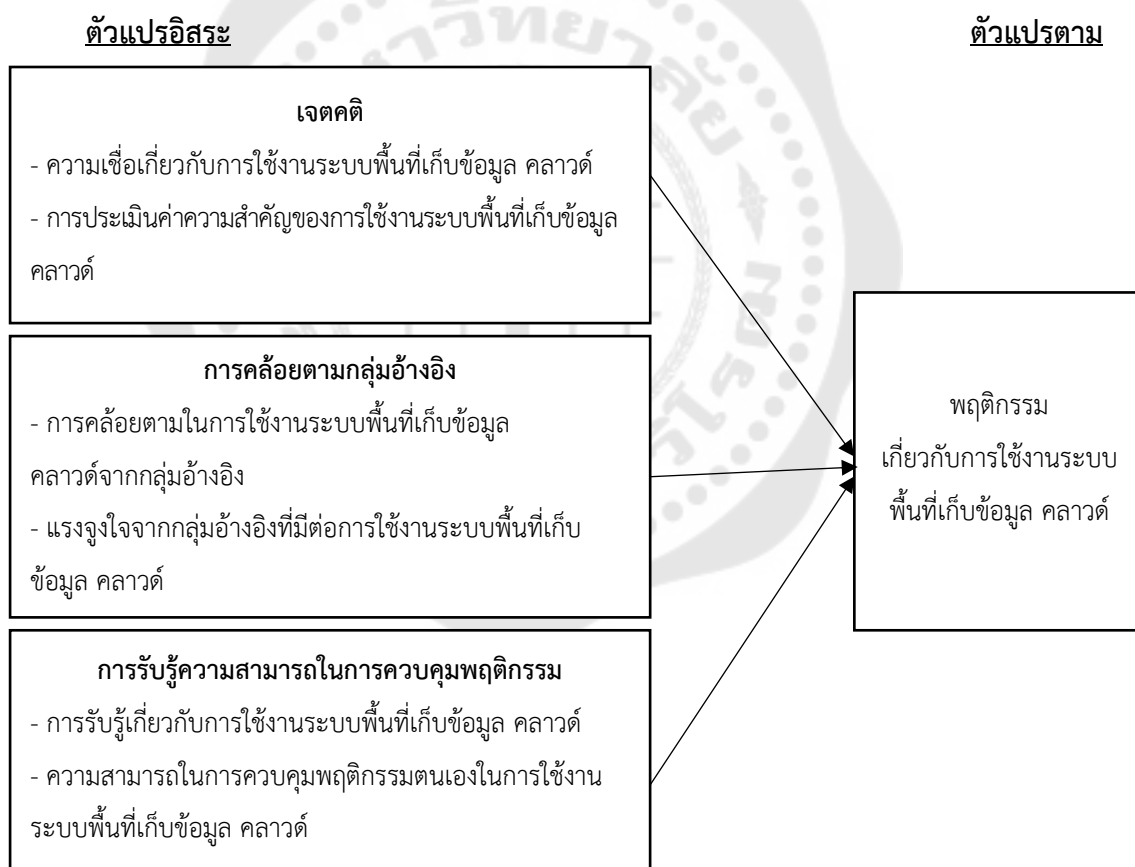 ตัวแปรอิสระ
ตัวแปรตาม
เจตคติ
- ความเชื่อเกี่ยวกับการใช้งานระบบพื้นที่เก็บข้อมูล คลาวด์
- การประเมินค่าความสำคัญของการใช้งานระบบพื้นที่เก็บข้อมูล
คลาวด์
การคล้อยตามกลุ่มอ้างอิง
- การคล้อยตามในการใช้งานระบบพื้นที่เก็บข้อมูล
คลาวด์จากกลุ่มอ้างอิง
- แรงจูงใจจากกลุ่มอ้างอิงที่มีต่อการใช้งานระบบพื้นที่เก็บ
ข้อมูล คลาวด์
การรับรู้ความสามารถในการควบคุมพฤติกรรม
- การรับรู้เกี่ยวกับการใช้งานระบบพื้นที่เก็บข้อมูล คลาวด์
- ความสามารถในการควบคุมพฤติกรรมตนเองในการใช้งาน
ระบบพื้นที่เก็บข้อมูล คลาวด์
พฤติกรรม
เกี่ยวกับการใช้งานระบบ
พื้นที่เก็บข้อมูล คลาวด์